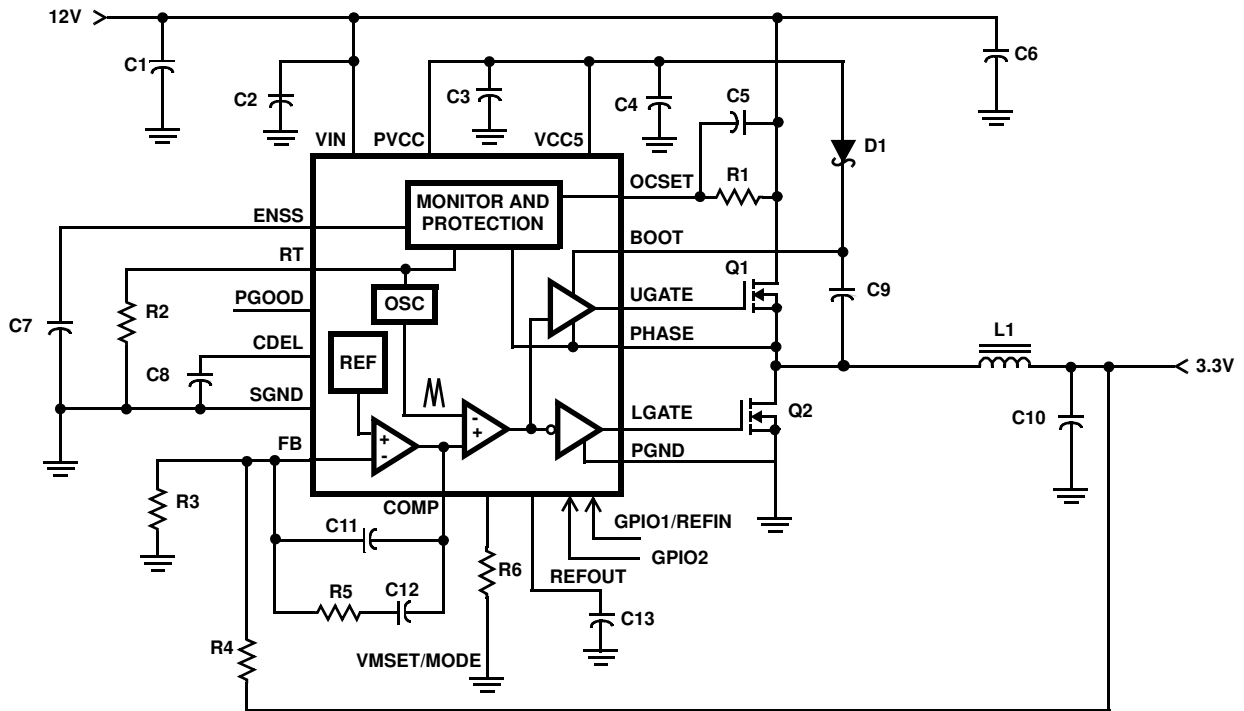 12V
C1
C2
C3
C4
C5
C6
VIN
PVCC
VCC5
D1
OCSET
R1
MONITOR AND
PROTECTION
ENSS
BOOT
RT
Q1
C9
R2
PGOOD
OSC
UGATE
C7
L1
PHASE
CDEL
REF
3.3V
C8
SGND
LGATE
Q2
C10
-
+
+
-
FB
PGND
R3
COMP
GPIO1/REFIN
C11
GPIO2
R6
REFOUT
R5
C12
C13
R4
VMSET/MODE